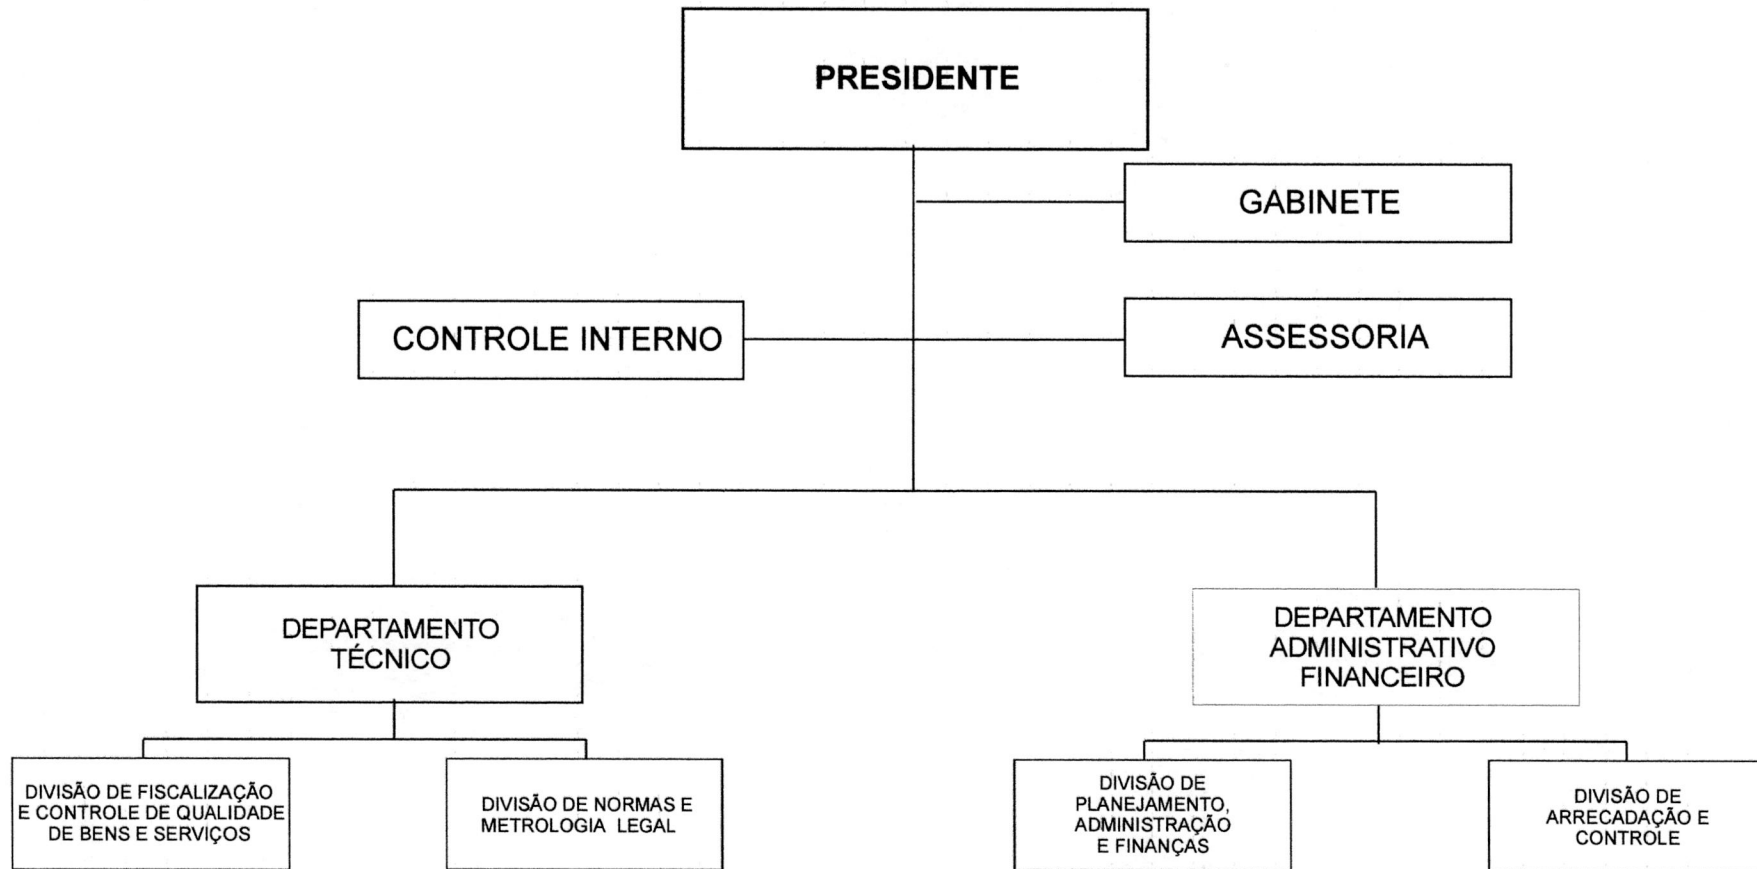 PRESIDENTE
GABINETE
CONTROLE INTERNO
ASSESSORIA
DEPARTAMENTO
TÉCNICO
DEPARTAMENTO
ADMINISTRATIVO
FINANCEIRO
DIVISÃO DE FISCALIZAÇÃO
E CONTROLE DE QUALIDADE
DE BENS E SERVIÇOS
DIVISÃO DE NORMAS E
METROLOGIA LEGAL
DIVISÃO DE
PLANEJAMENTO,
ADMINISTRAÇÃO
E FINANÇAS
DIVISÃO DE
ARRECADAÇÃO E
CONTROLE